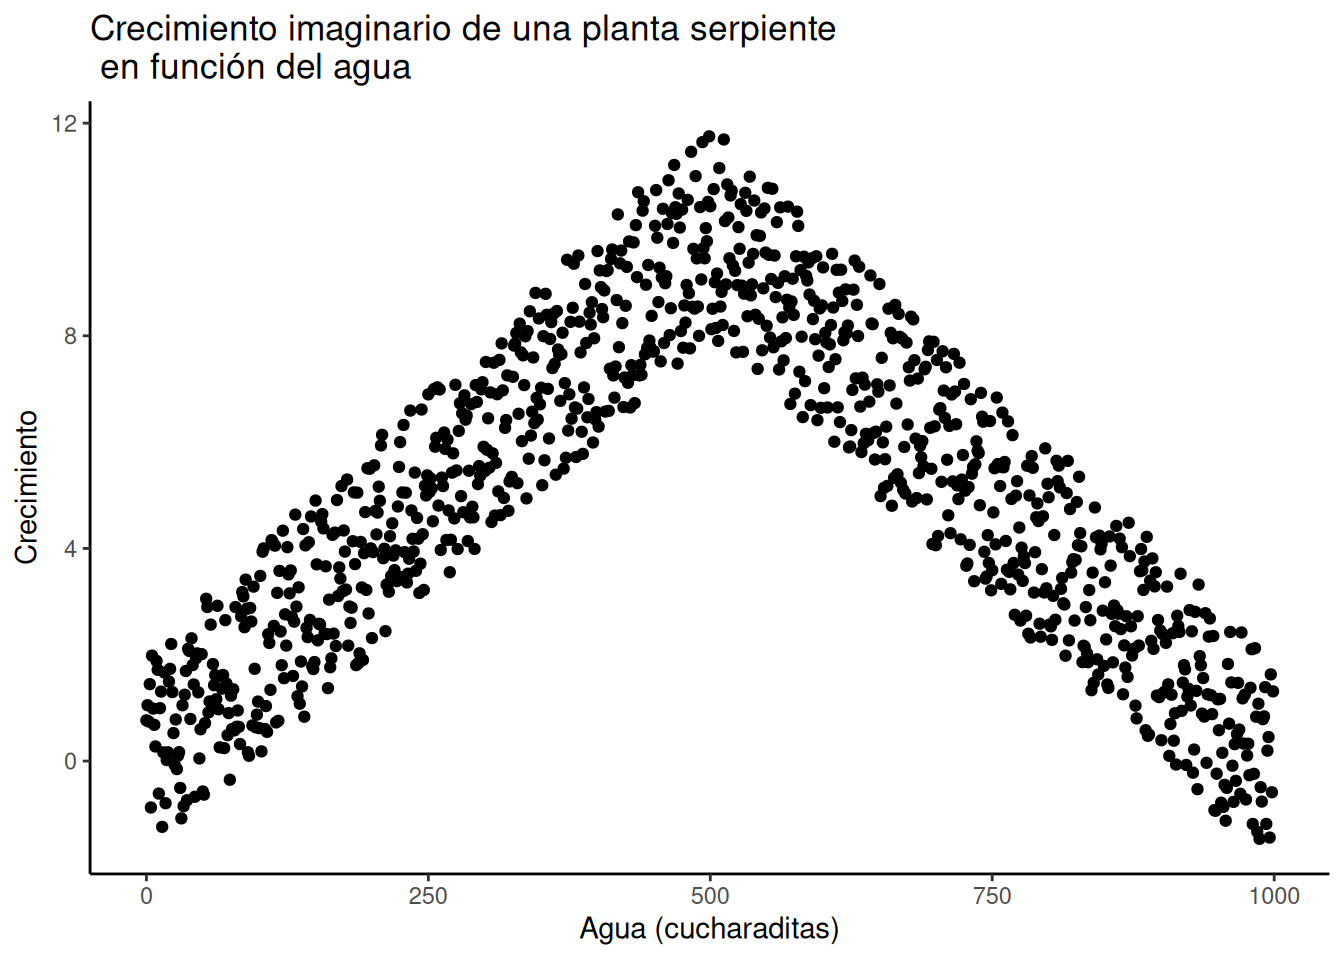 Crecimiento imaginario de una planta serpiente
en función del agua
12
8
4
0
Crecimiento
0 250 500 750 1000
Agua (cucharaditas)